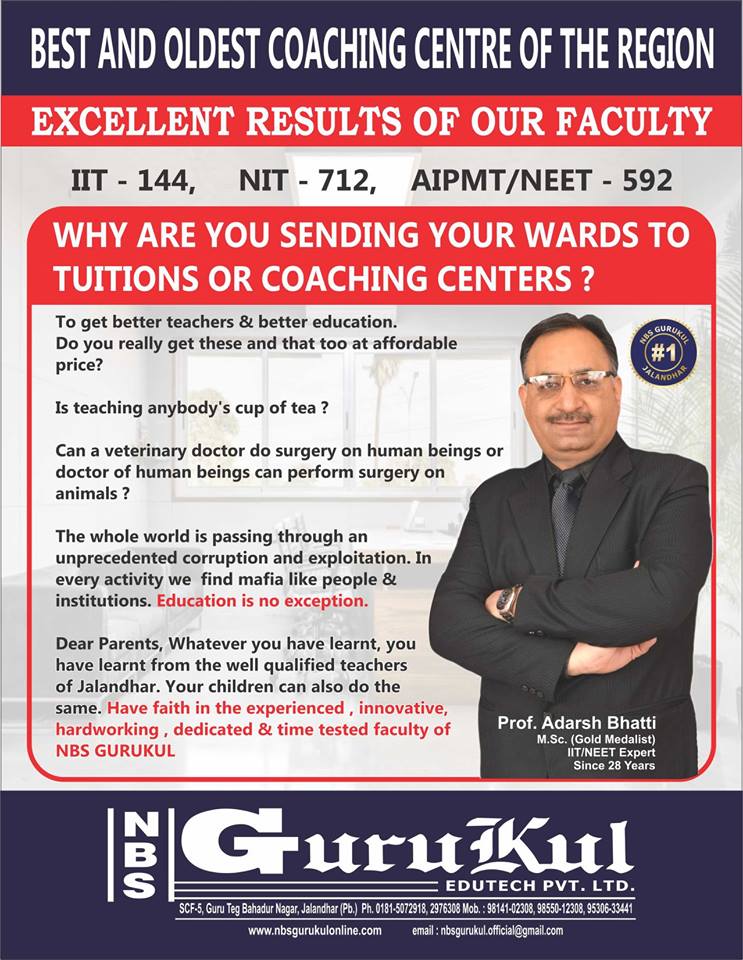 BEST AND OLDEST COACHING CENTRE OF THE REGION
EXCELLENT RESULTS OF OUR FACULTY
IIT - 144, NIT - 712, AIPMT/NEET - 592
WHY ARE YOU SENDING YOUR WARDS TO
TUITIONS OR COACHING CENTERS ?
To get better teachers & better education.
Do you really get these and that too at affordable
price?
Is teaching anybody's cup of tea ?
Can a veterinary doctor do surgery on human beings or
doctor of human beings can perform surgery on
animals ?
The whole world is passing through an
unprecedented corruption and exploitation. In
every activity we find mafia like people &
institutions. Education is no exception.
Dear Parents, Whatever you have learnt, you
have learnt from the well qualified teachers
of Jalandhar. Your children can also do the
same. Have faith in the experienced , innovative,
hardworking , dedicated & time tested faculty of
NBS GURUKUL
NBS GURUKUL
#1
JALANDHAR
Prof. Adarsh Bhatti
M.Sc. (Gold Medalist)
IIT/NEET Expert
Since 28 Years
NBS
GuruKul
EDUTECH PVT. LTD.
SCF-5, Guru Teg Bahadur Nagar, Jalandhar (Pb.) Ph. 0181-5072918, 2976308 Mob. : 98141-02308, 98550-12308, 95306-33441
www.nbsgurukulonline.com email : nbsgurukul.official@gmail.com